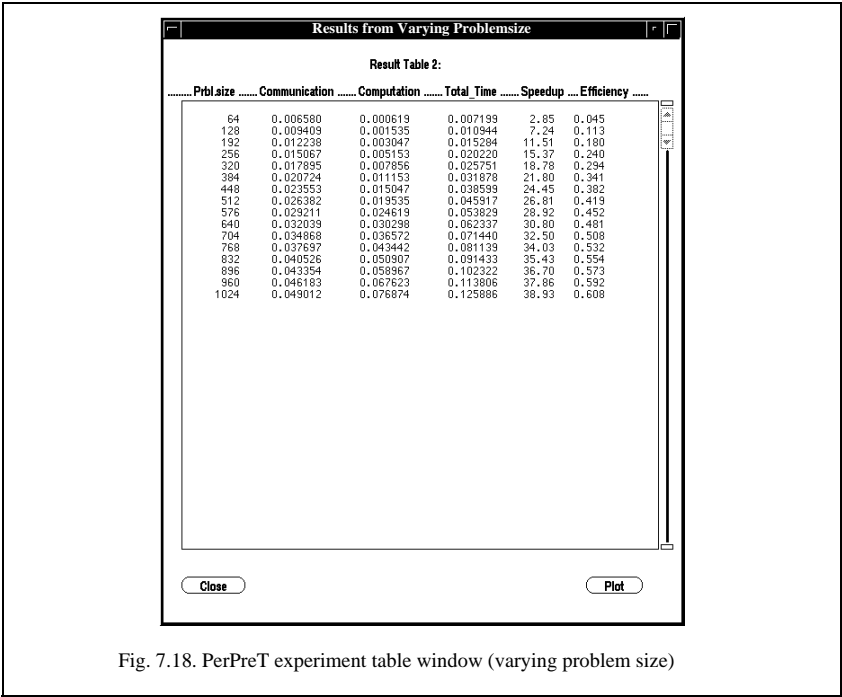 Results from Varying Problemsize
Result Table 2:
......... Prbl.size ....... Communication ....... Computation ....... Total_Time ....... Speedup .... Efficiency ......
64 0.006580 0.000619 0.007199 2.85 0.045
128 0.009409 0.001535 0.010944 7.24 0.113
192 0.012238 0.003047 0.015284 11.51 0.180
256 0.015067 0.005153 0.020220 15.37 0.240
320 0.017895 0.007856 0.025751 18.78 0.294
384 0.020724 0.011153 0.031878 21.80 0.341
448 0.023553 0.015047 0.038599 24.45 0.382
512 0.026382 0.019535 0.045917 26.81 0.419
576 0.029211 0.024619 0.053829 28.92 0.452
640 0.032039 0.030298 0.062337 30.80 0.481
704 0.034868 0.036572 0.071440 32.50 0.508
768 0.037697 0.043442 0.081139 34.03 0.532
832 0.040526 0.050907 0.091433 35.43 0.554
896 0.043354 0.058967 0.102322 36.70 0.573
960 0.046183 0.067623 0.113806 37.86 0.592
1024 0.049012 0.076874 0.125886 38.93 0.608
Close Plot
Fig. 7.18. PerPreT experiment table window (varying problem size)